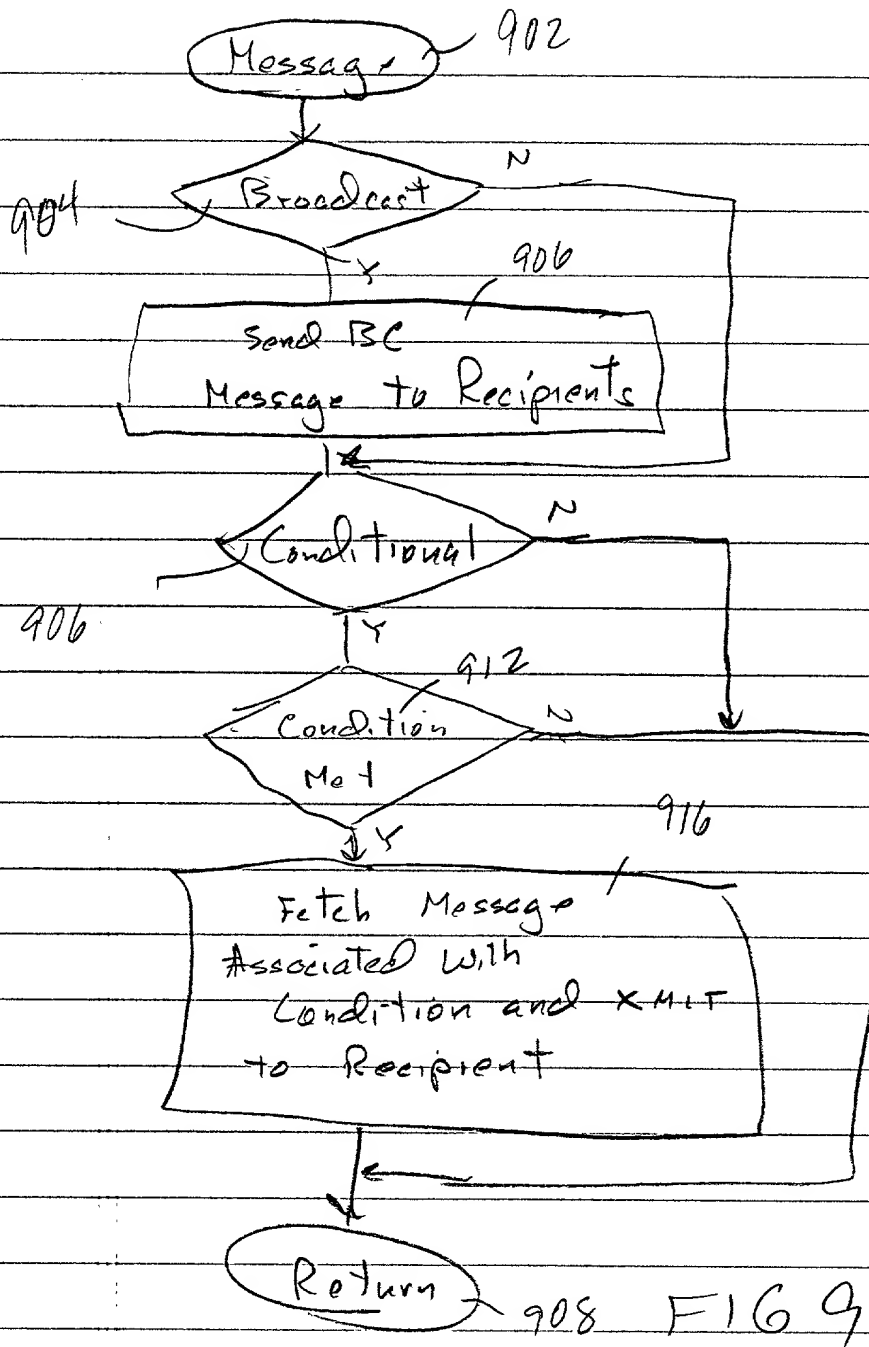 Message 902
N
Broadcast
904
Y
906
Send BC
Message to Recipients
N
Conditional
906
Y
912
Condition N
Met
Y
916
Fetch Message
Associated with
Condition and XMIT
to Recipient
Return
908 FIG 9